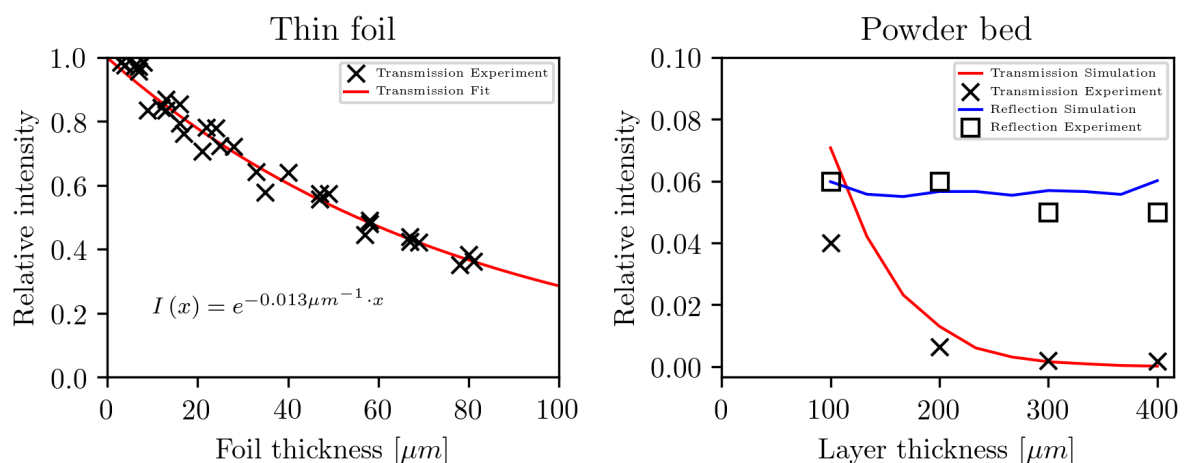 Thin foil
Relative intensity
1.0
0.8
0.6
0.4
0.2
0.0
Transmission Experiment
Transmission Fit
I (x) = e^{−0.013μm^{−1}·x}
0
20
40
60
80
100
Foil thickness [μm]
Powder bed
Relative intensity
0.10
0.08
0.06
0.04
0.02
0.00
Transmission Simulation
Transmission Experiment
Reflection Simulation
Reflection Experiment
0
100
200
300
400
Layer thickness [μm]